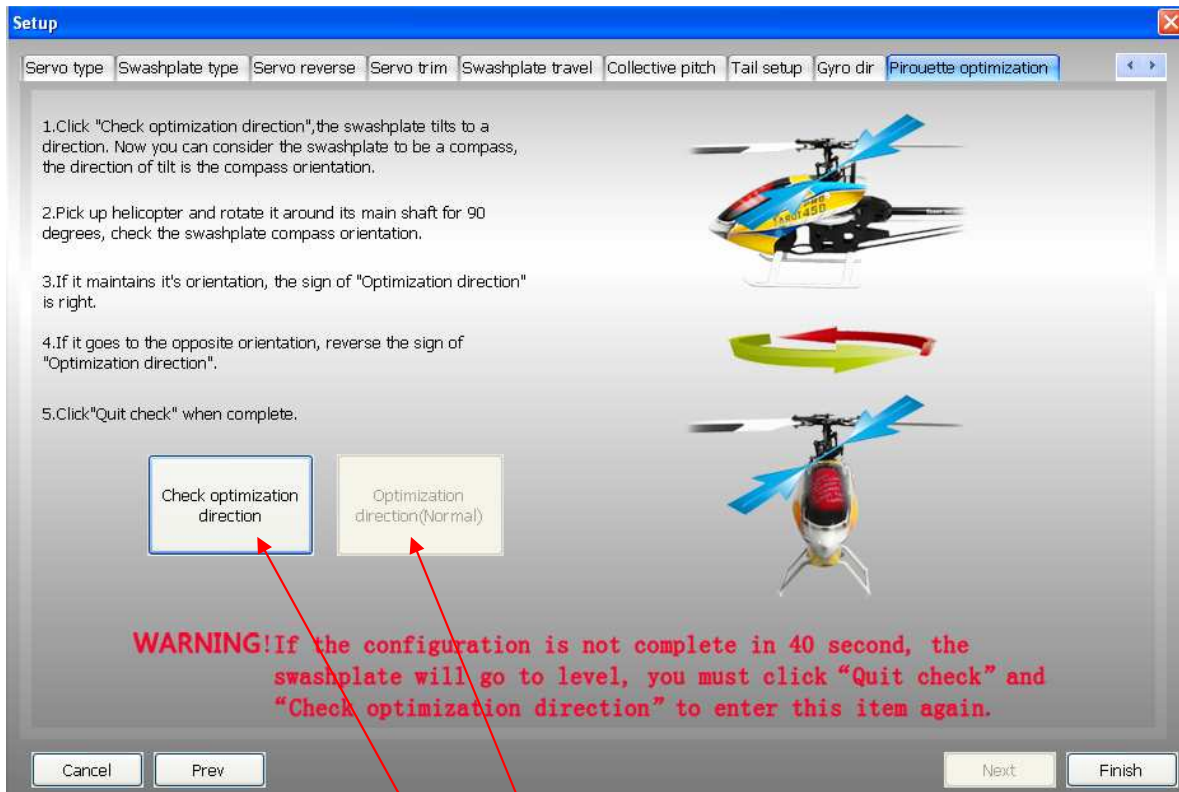 Setup
Servo type Swashplate type Servo reverse Servo trim Swashplate travel Collective pitch Tail setup Gyro dir Pirouette optimization
1.Click "Check optimization direction",the swashplate tilts to a
direction. Now you can consider the swashplate to be a compass,
the direction of tilt is the compass orientation.
2.Pick up helicopter and rotate it around its main shaft for 90
degrees, check the swashplate compass orientation.
3.If it maintains it's orientation, the sign of "Optimization direction"
is right.
4.If it goes to the opposite orientation, reverse the sign of
"Optimization direction".
5.Click"Quit check" when complete.
Check optimization
direction
Optimization
direction(Normal)
WARNING!If the configuration is not complete in 40 second, the
swashplate will go to level, you must click “Quit check” and
“Check optimization direction” to enter this item again.
Cancel Prev Next Finish